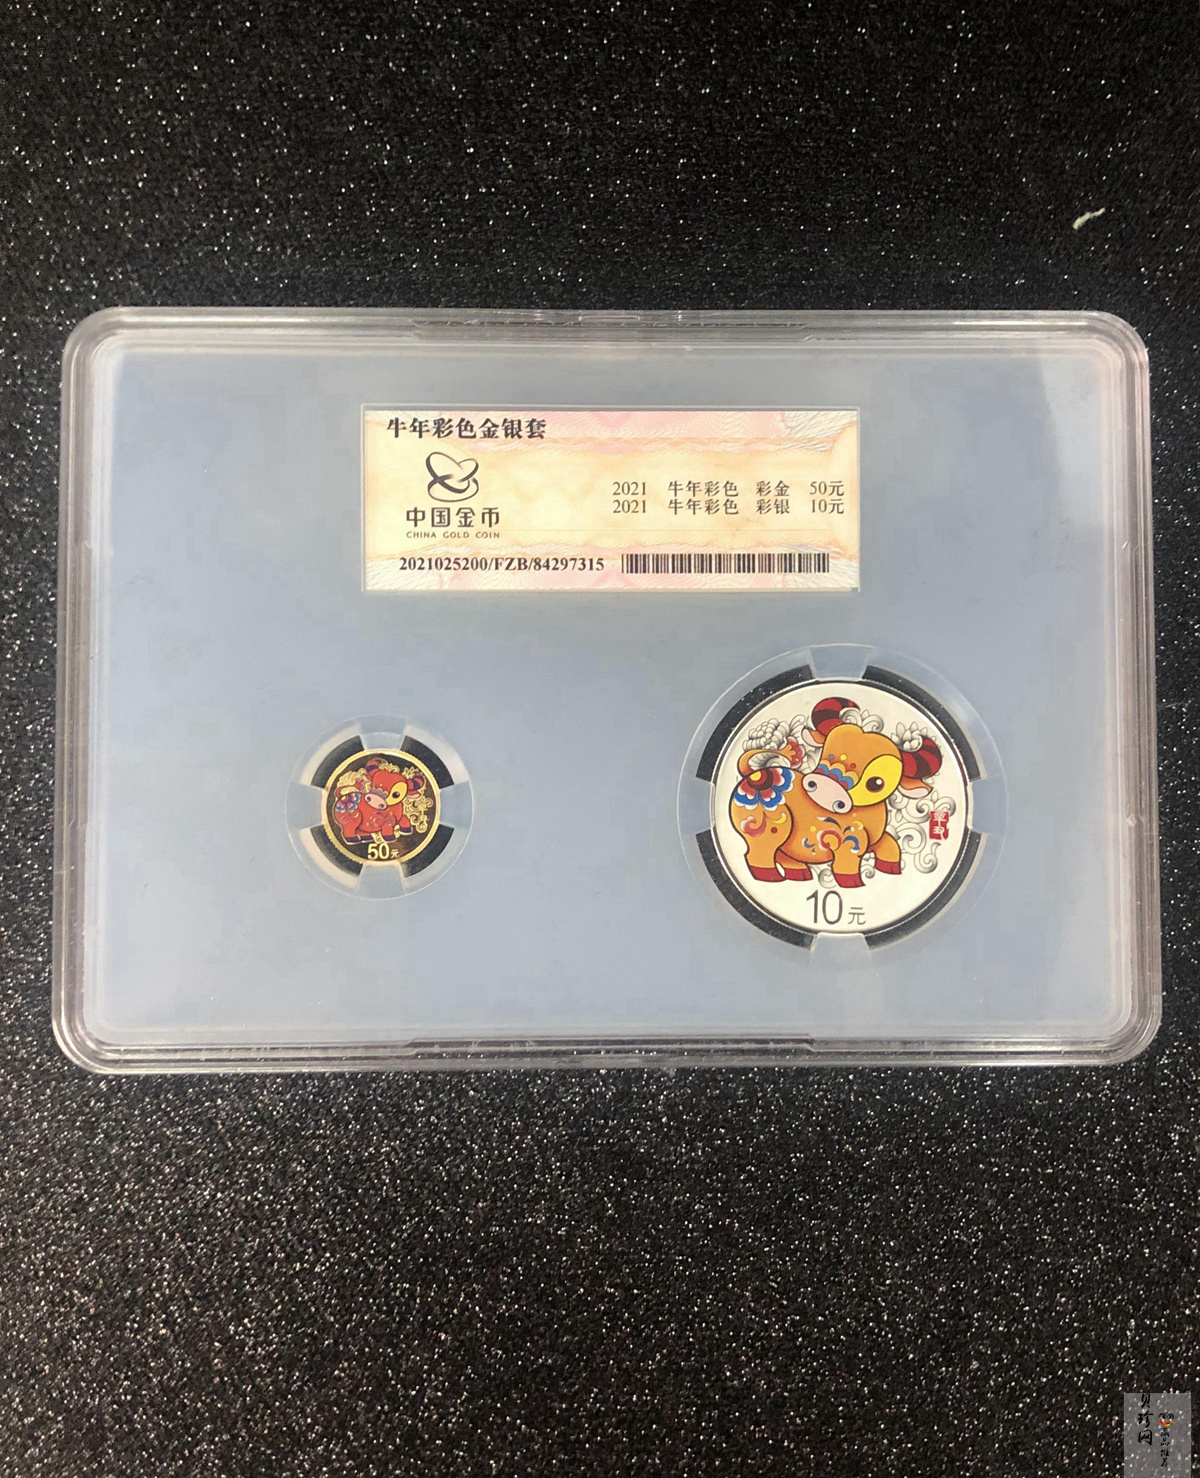 牛年彩色金银套
中国金币
CHINA GOLD COIN
2021 牛年彩色 彩金 50元
2021 牛年彩色 彩银 10元
2021025200/FZB/84297315
50元
辛丑
10元